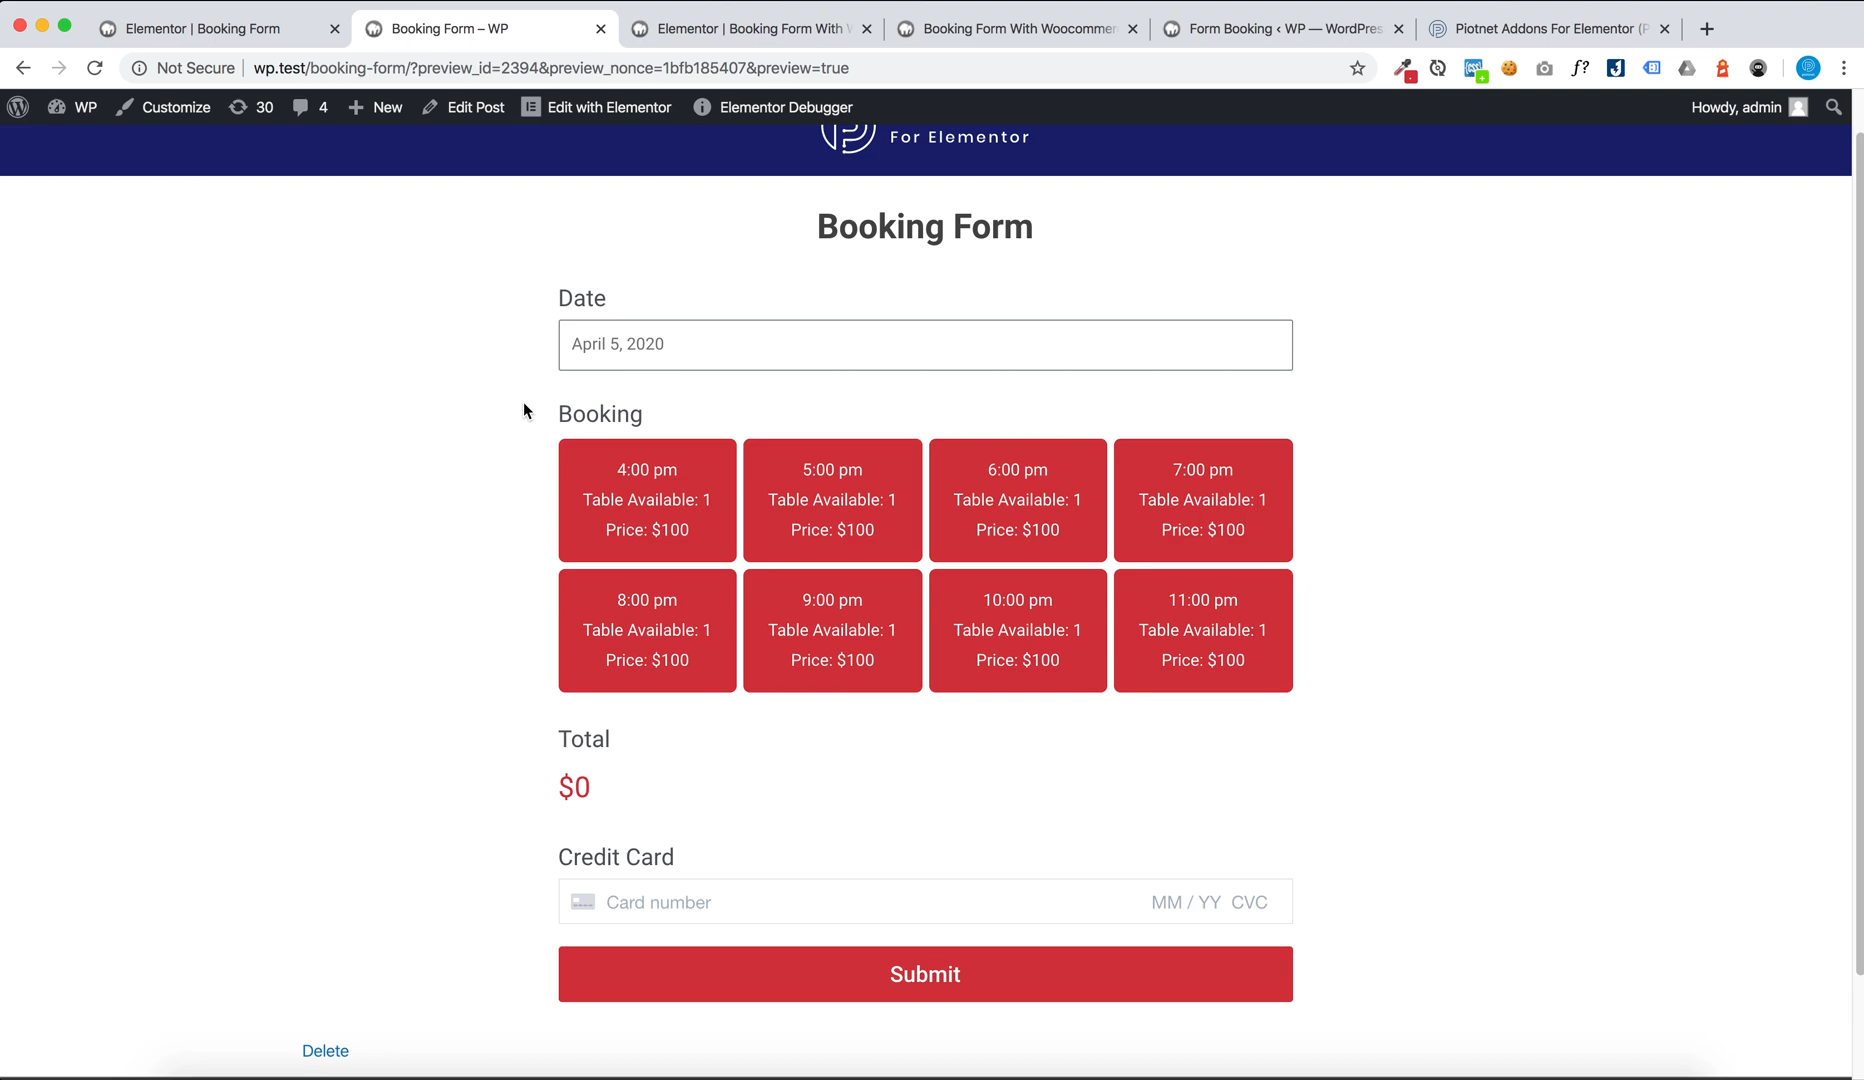 Elementor | Booking Form
Booking Form – WP
Elementor | Booking Form With
Booking Form With Woocommer
Form Booking ‹ WP — WordPres
Piotnet Addons For Elementor (P
Not Secure
wp.test/booking-form/?preview_id=2394&preview_nonce=1bfb185407&preview=true
WP
Customize
30
4
New
Edit Post
Edit with Elementor
Elementor Debugger
Howdy, admin
For Elementor
Booking Form
Date
April 5, 2020
Booking
4:00 pm
Table Available: 1
Price: $100
5:00 pm
Table Available: 1
Price: $100
6:00 pm
Table Available: 1
Price: $100
7:00 pm
Table Available: 1
Price: $100
8:00 pm
Table Available: 1
Price: $100
9:00 pm
Table Available: 1
Price: $100
10:00 pm
Table Available: 1
Price: $100
11:00 pm
Table Available: 1
Price: $100
Total
$0
Credit Card
Card number
MM / YY CVC
Submit
Delete